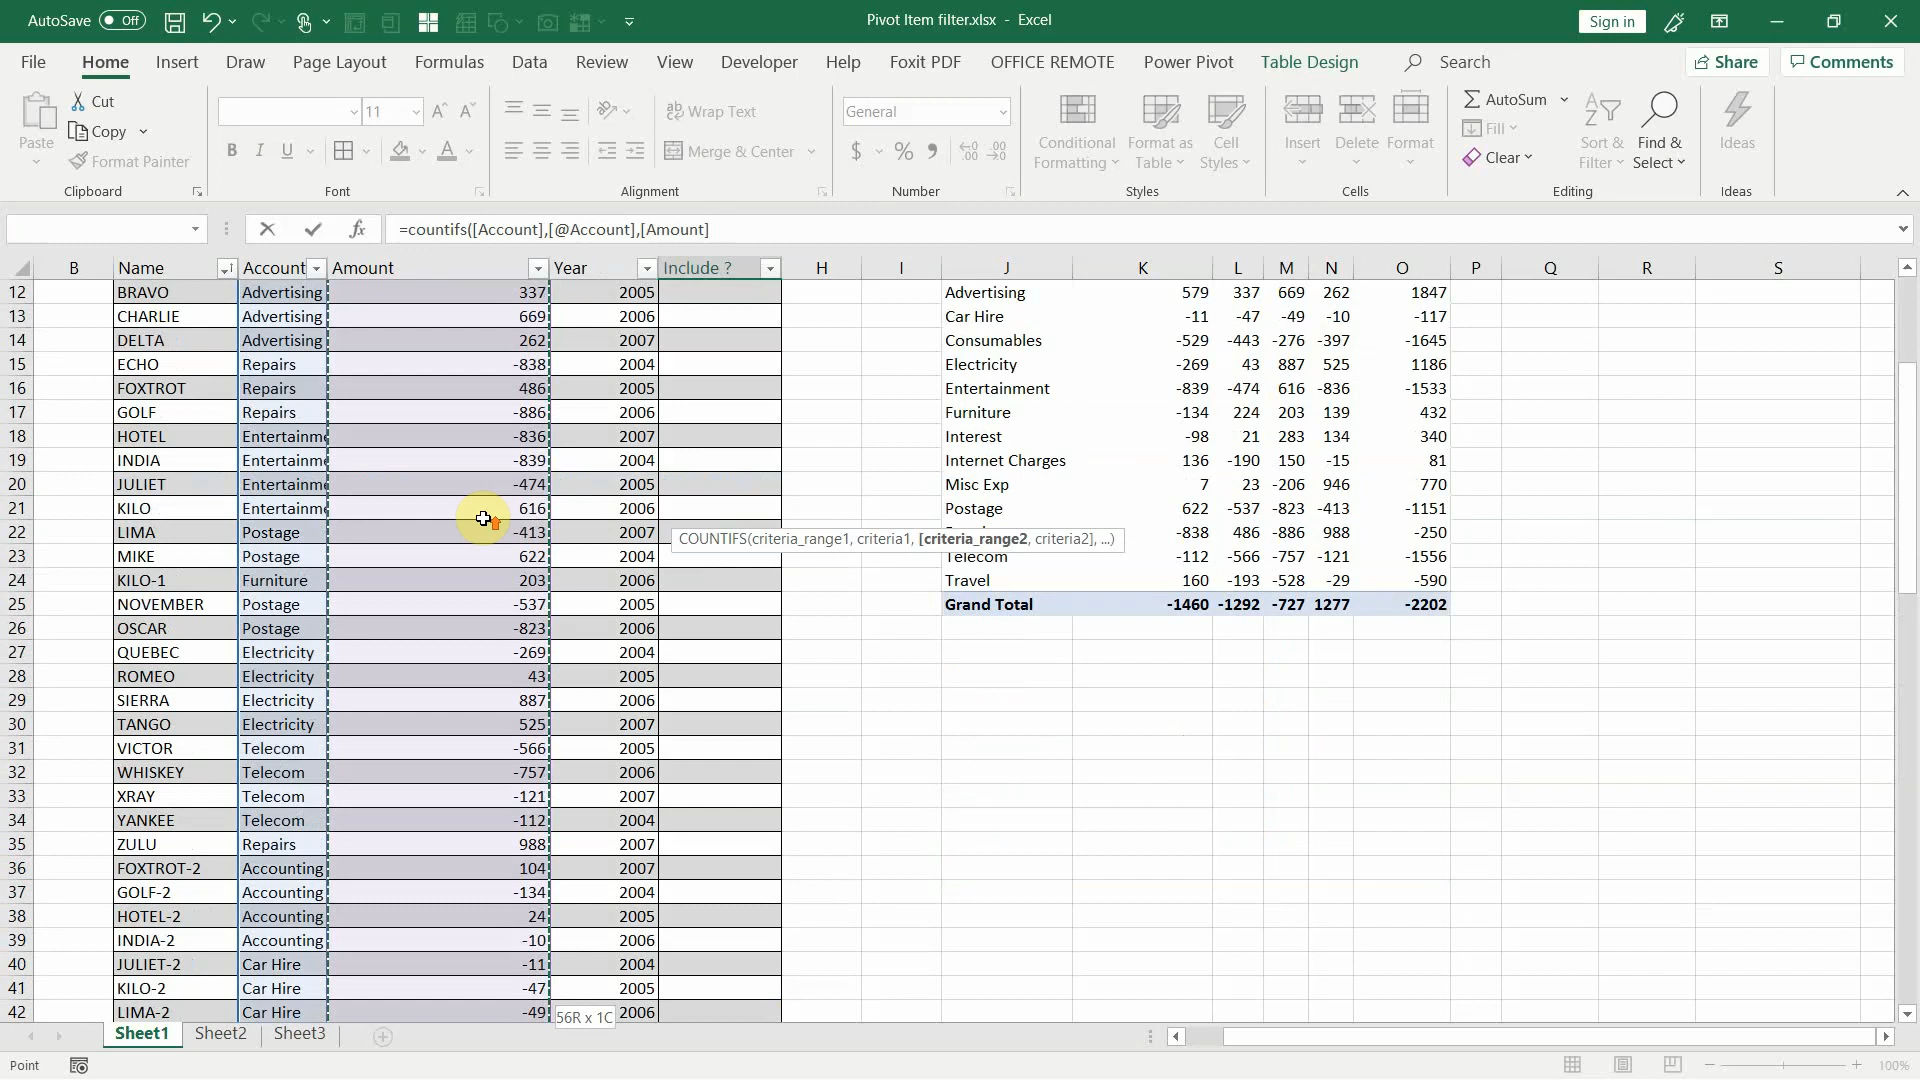 AutoSave Off Pivot Item filter.xlsx - Excel Sign in
File Home Insert Draw Page Layout Formulas Data Review View Developer Help Foxit PDF OFFICE REMOTE Power Pivot Table Design Search Share Comments
Paste Cut Copy Format Painter
11
ab Wrap Text
Merge & Center
General
Conditional Formatting Format as Table Cell Styles
Insert Delete Format
AutoSum Fill Clear
Sort & Filter Find & Select
Ideas
Clipboard Font Alignment Number Styles Cells Editing Ideas
=countifs([Account],[@Account],[Amount]
B Name Account Amount Year Include ? H I J K L M N O P Q R S
12 BRAVO Advertising 337 2005 Advertising 579 337 669 262 1847
13 CHARLIE Advertising 669 2006 Car Hire -11 -47 -49 -10 -117
14 DELTA Advertising 262 2007 Consumables -529 -443 -276 -397 -1645
15 ECHO Repairs -838 2004 Electricity -269 43 887 525 1186
16 FOXTROT Repairs 486 2005 Entertainment -839 -474 616 -836 -1533
17 GOLF Repairs -886 2006 Furniture -134 224 203 139 432
18 HOTEL Entertainme -836 2007 Interest -98 21 283 134 340
19 INDIA Entertainme -839 2004 Internet Charges 136 -190 150 -15 81
20 JULIET Entertainme -474 2005 Misc Exp 7 23 -206 946 770
21 KILO Entertainme 616 2006 Postage 622 -537 -823 -413 -1151
22 LIMA Postage -413 2007 -838 486 -886 988 -250
COUNTIFS(criteria_range1, criteria1, [criteria_range2, criteria2], ...)
23 MIKE Postage 622 2004 Telecom -112 -566 -757 -121 -1556
24 KILO-1 Furniture 203 2006 Travel 160 -193 -528 -29 -590
25 NOVEMBER Postage -537 2005 Grand Total -1460 -1292 -727 1277 -2202
26 OSCAR Postage -823 2006
27 QUEBEC Electricity -269 2004
28 ROMEO Electricity 43 2005
29 SIERRA Electricity 887 2006
30 TANGO Electricity 525 2007
31 VICTOR Telecom -566 2005
32 WHISKEY Telecom -757 2006
33 XRAY Telecom -121 2007
34 YANKEE Telecom -112 2004
35 ZULU Repairs 988 2007
36 FOXTROT-2 Accounting 104 2007
37 GOLF-2 Accounting -134 2004
38 HOTEL-2 Accounting 24 2005
39 INDIA-2 Accounting -10 2006
40 JULIET-2 Car Hire -11 2004
41 KILO-2 Car Hire -47 2005
42 LIMA-2 Car Hire -49 2006
56R x 1C
Sheet1 Sheet2 Sheet3
Point 100%